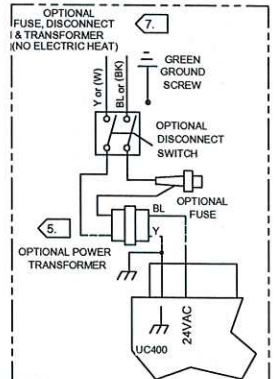 OPTIONAL
FUSE, DISCONNECT
& TRANSFORMER
(NO ELECTRIC HEAT)
7.
Y or (W)
BL or (BK)
GREEN
GROUND
SCREW
OPTIONAL
DISCONNECT
SWITCH
OPTIONAL
FUSE
5.
BL
Y
OPTIONAL POWER
TRANSFORMER
24VAC
UC400